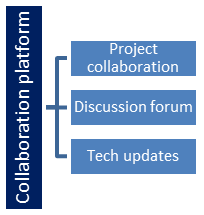 Collaboration platform
Project
collaboration
Discussion forum
Tech updates